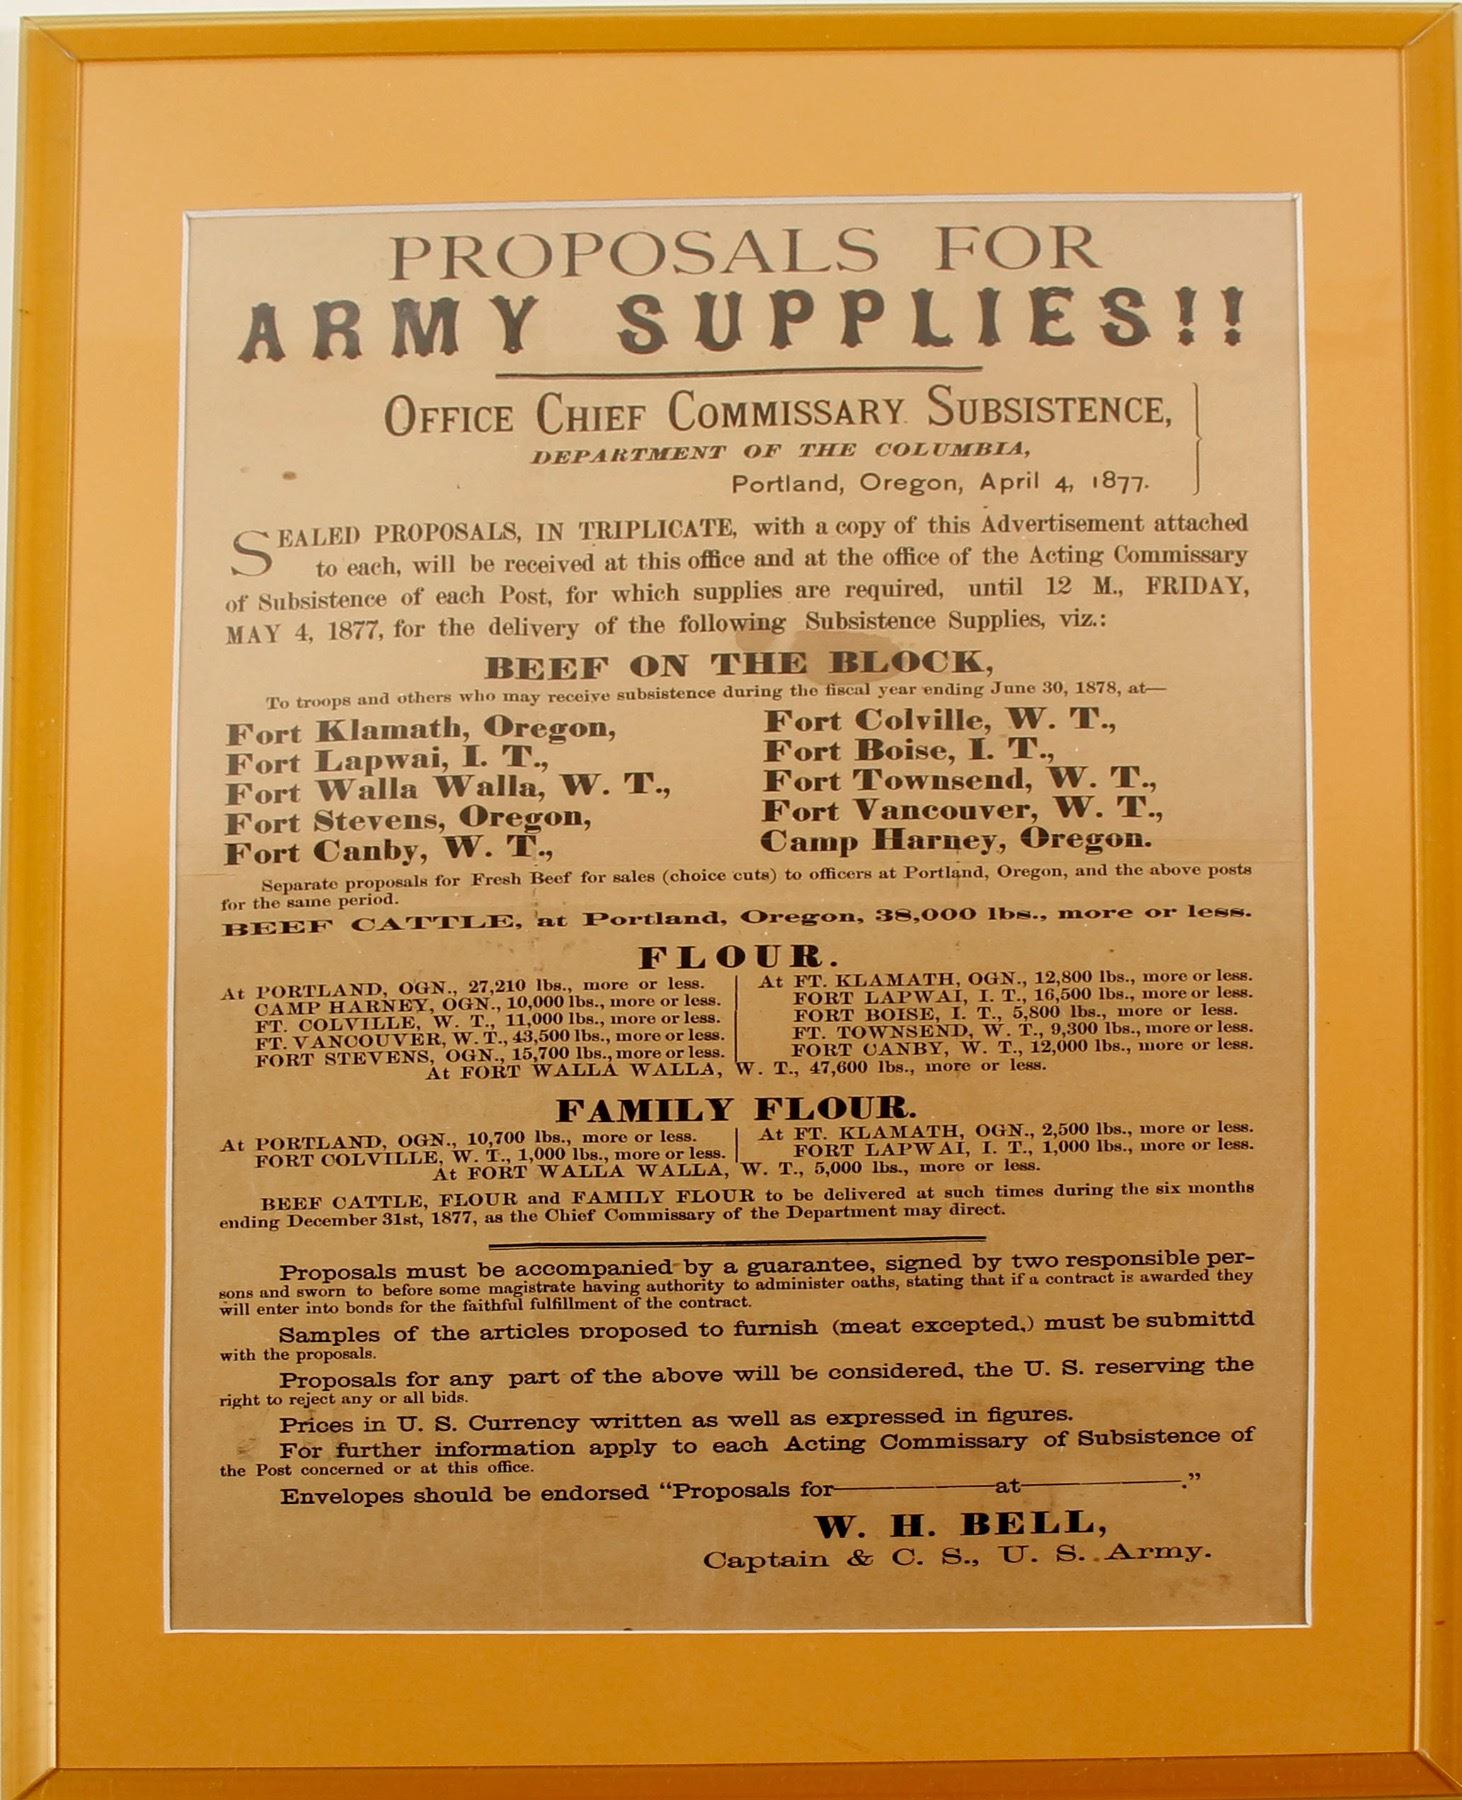 PROPOSALS FOR
ARMY SUPPLIES!!
OFFICE CHIEF COMMISSARY SUBSISTENCE,
DEPARTMENT OF THE COLUMBIA,
Portland, Oregon, April 4, 1877.
SEALED PROPOSALS, IN TRIPLICATE, with a copy of this Advertisement attached
to each, will be received at this office and at the office of the Acting Commissary
of Subsistence of each Post, for which supplies are required, until 12 M., FRIDAY,
MAY 4, 1877, for the delivery of the following Subsistence Supplies, viz.:
BEEF ON THE BLOCK,
To troops and others who may receive subsistence during the fiscal year ending June 30, 1878, at—
Fort Klamath, Oregon,
Fort Lapwai, I. T.,
Fort Walla Walla, W. T.,
Fort Stevens, Oregon,
Fort Canby, W. T.,
Fort Colville, W. T.,
Fort Boise, I. T.,
Fort Townsend, W. T.,
Fort Vancouver, W. T.,
Camp Harney, Oregon.
Separate proposals for Fresh Beef for sales (choice cuts) to officers at Portland, Oregon, and the above posts
for the same period.
BEEF CATTLE, at Portland, Oregon, 38,000 lbs., more or less.
FLOUR.
At PORTLAND, OGN., 27,210 lbs., more or less.
CAMP HARNEY, OGN., 10,000 lbs., more or less.
FT. COLVILLE, W. T., 11,000 lbs., more or less.
FT. VANCOUVER, W. T., 43,500 lbs., more or less.
FORT STEVENS, OGN., 15,700 lbs., more or less.
At FT. KLAMATH, OGN., 12,800 lbs., more or less.
FORT LAPWAI, I. T., 16,500 lbs., more or less.
FORT BOISE, I. T., 5,800 lbs., more or less.
FT. TOWNSEND, W. T., 9,300 lbs., more or less.
FORT CANBY, W. T., 12,000 lbs., more or less.
At FORT WALLA WALLA, W. T., 47,600 lbs., more or less.
FAMILY FLOUR.
At PORTLAND, OGN., 10,700 lbs., more or less.
FORT COLVILLE, W. T., 1,000 lbs., more or less.
At FT. KLAMATH, OGN., 2,500 lbs., more or less.
FORT LAPWAI, I. T., 1,000 lbs., more or less.
At FORT WALLA WALLA, W. T., 5,000 lbs., more or less.
BEEF CATTLE, FLOUR and FAMILY FLOUR to be delivered at such times during the six months
ending December 31st, 1877, as the Chief Commissary of the Department may direct.
Proposals must be accompanied by a guarantee, signed by two responsible per-
sons and sworn to before some magistrate having authority to administer oaths, stating that if a contract is awarded they
will enter into bonds for the faithful fulfillment of the contract.
Samples of the articles proposed to furnish (meat excepted,) must be submittd
with the proposals.
Proposals for any part of the above will be considered, the U. S. reserving the
right to reject any or all bids.
Prices in U. S. Currency written as well as expressed in figures.
For further information apply to each Acting Commissary of Subsistence of
the Post concerned or at this office.
Envelopes should be endorsed "Proposals for————at————."
W. H. BELL,
Captain & C. S., U. S. Army.